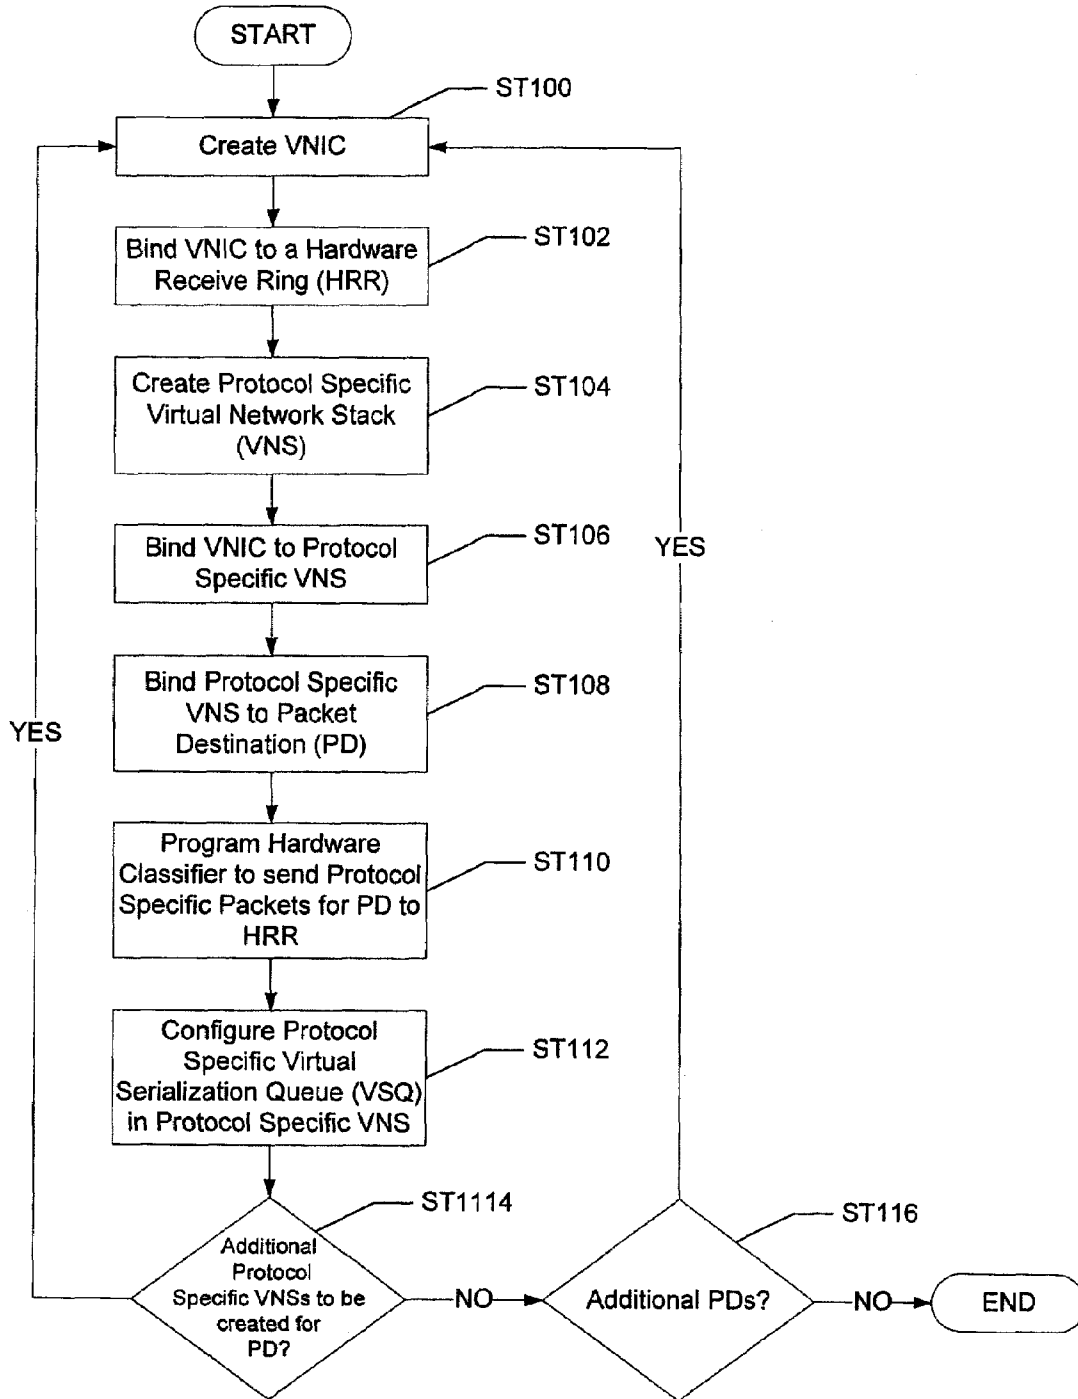 START
ST100
Create VNIC
Bind VNIC to a Hardware
Receive Ring (HRR)
ST102
Create Protocol Specific
Virtual Network Stack
(VNS)
ST104
Bind VNIC to Protocol
Specific VNS
ST106
YES
Bind Protocol Specific
VNS to Packet
Destination (PD)
ST108
YES
Program Hardware
Classifier to send Protocol
Specific Packets for PD to
HRR
ST110
Configure Protocol
Specific Virtual
Serialization Queue (VSQ)
in Protocol Specific VNS
ST112
ST1114
Additional
Protocol
Specific VNSs to be
created for
PD?
NO
ST116
Additional PDs?
NO
END